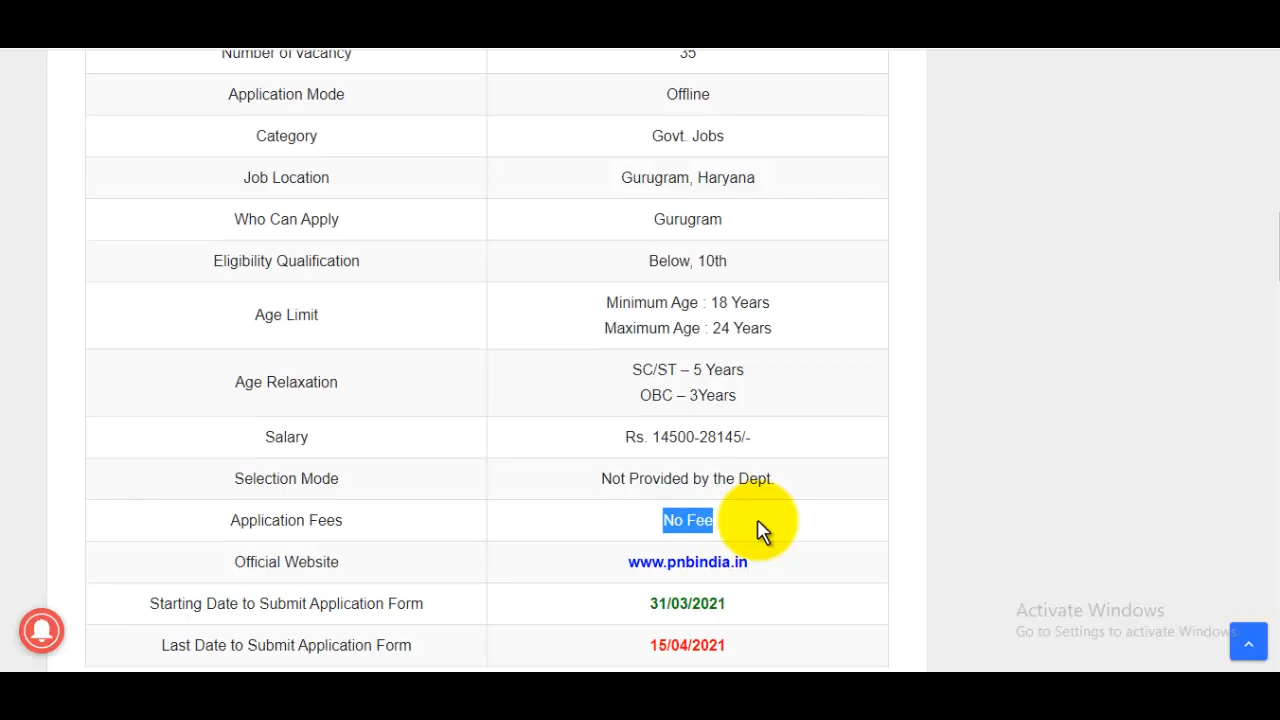 Number of Vacancy 35
Application Mode Offline
Category Govt. Jobs
Job Location Gurugram, Haryana
Who Can Apply Gurugram
Eligibility Qualification Below, 10th
Age Limit Minimum Age : 18 Years
Maximum Age : 24 Years
Age Relaxation SC/ST – 5 Years
OBC – 3Years
Salary Rs. 14500-28145/-
Selection Mode Not Provided by the Dept.
Application Fees No Fee
Official Website www.pnbindia.in
Starting Date to Submit Application Form 31/03/2021
Last Date to Submit Application Form 15/04/2021
Activate Windows
Go to Settings to activate Windows.